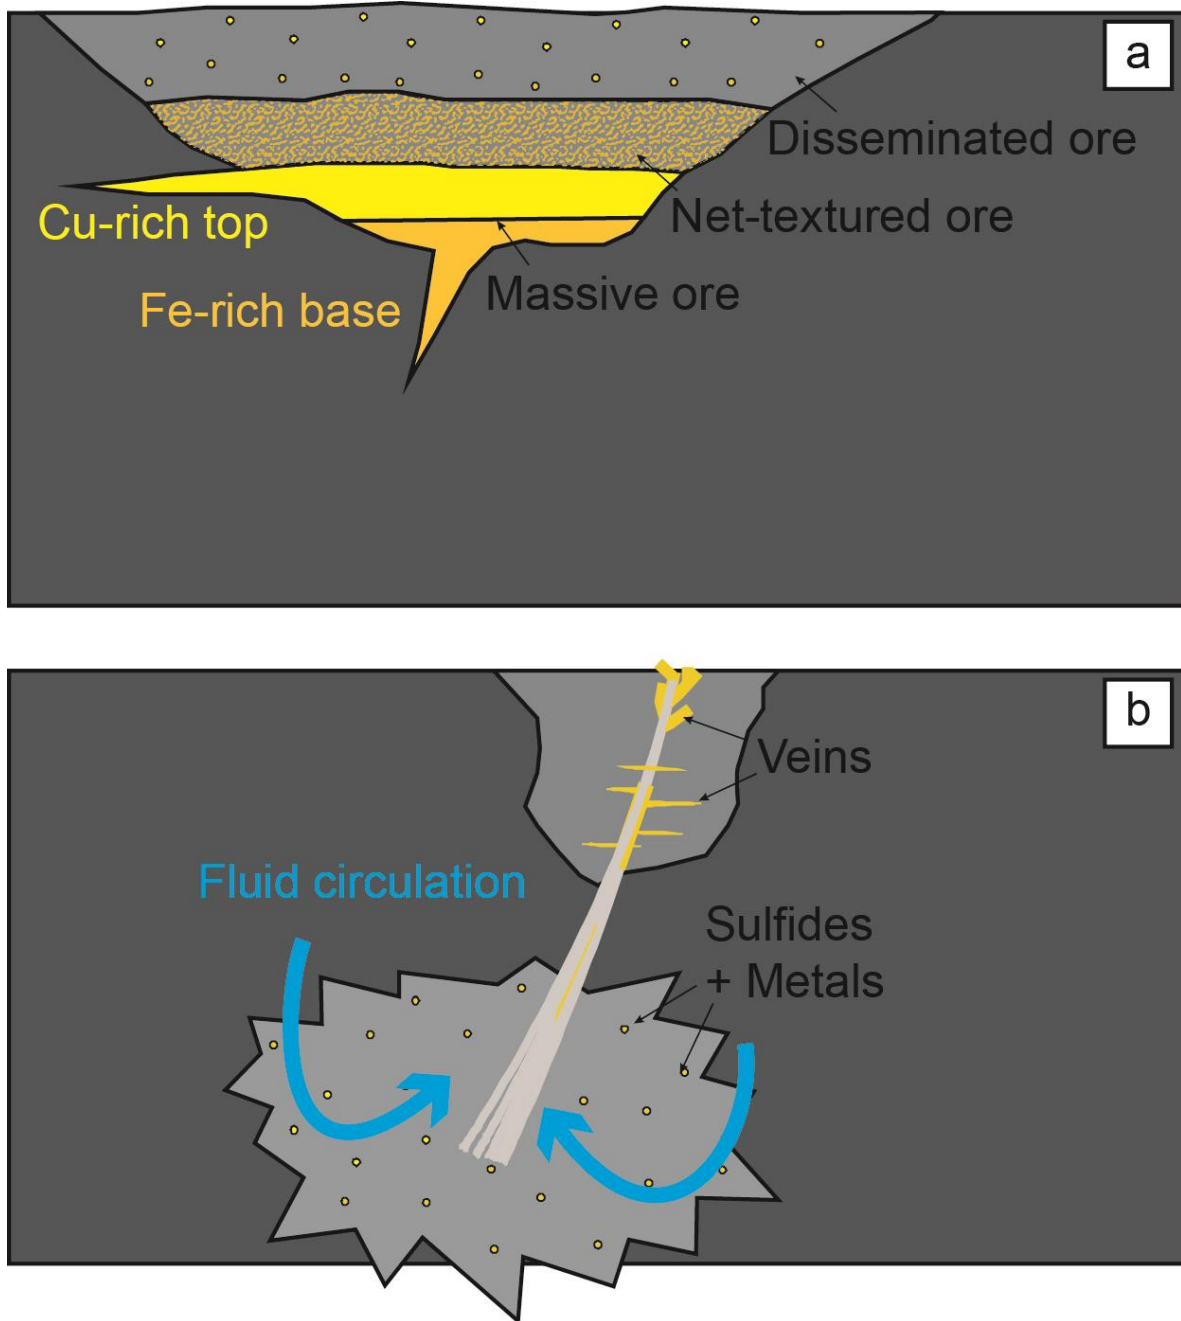 a
Disseminated ore
Net-textured ore
Cu-rich top
Massive ore
Fe-rich base
b
Veins
Fluid circulation
Sulfides
+ Metals